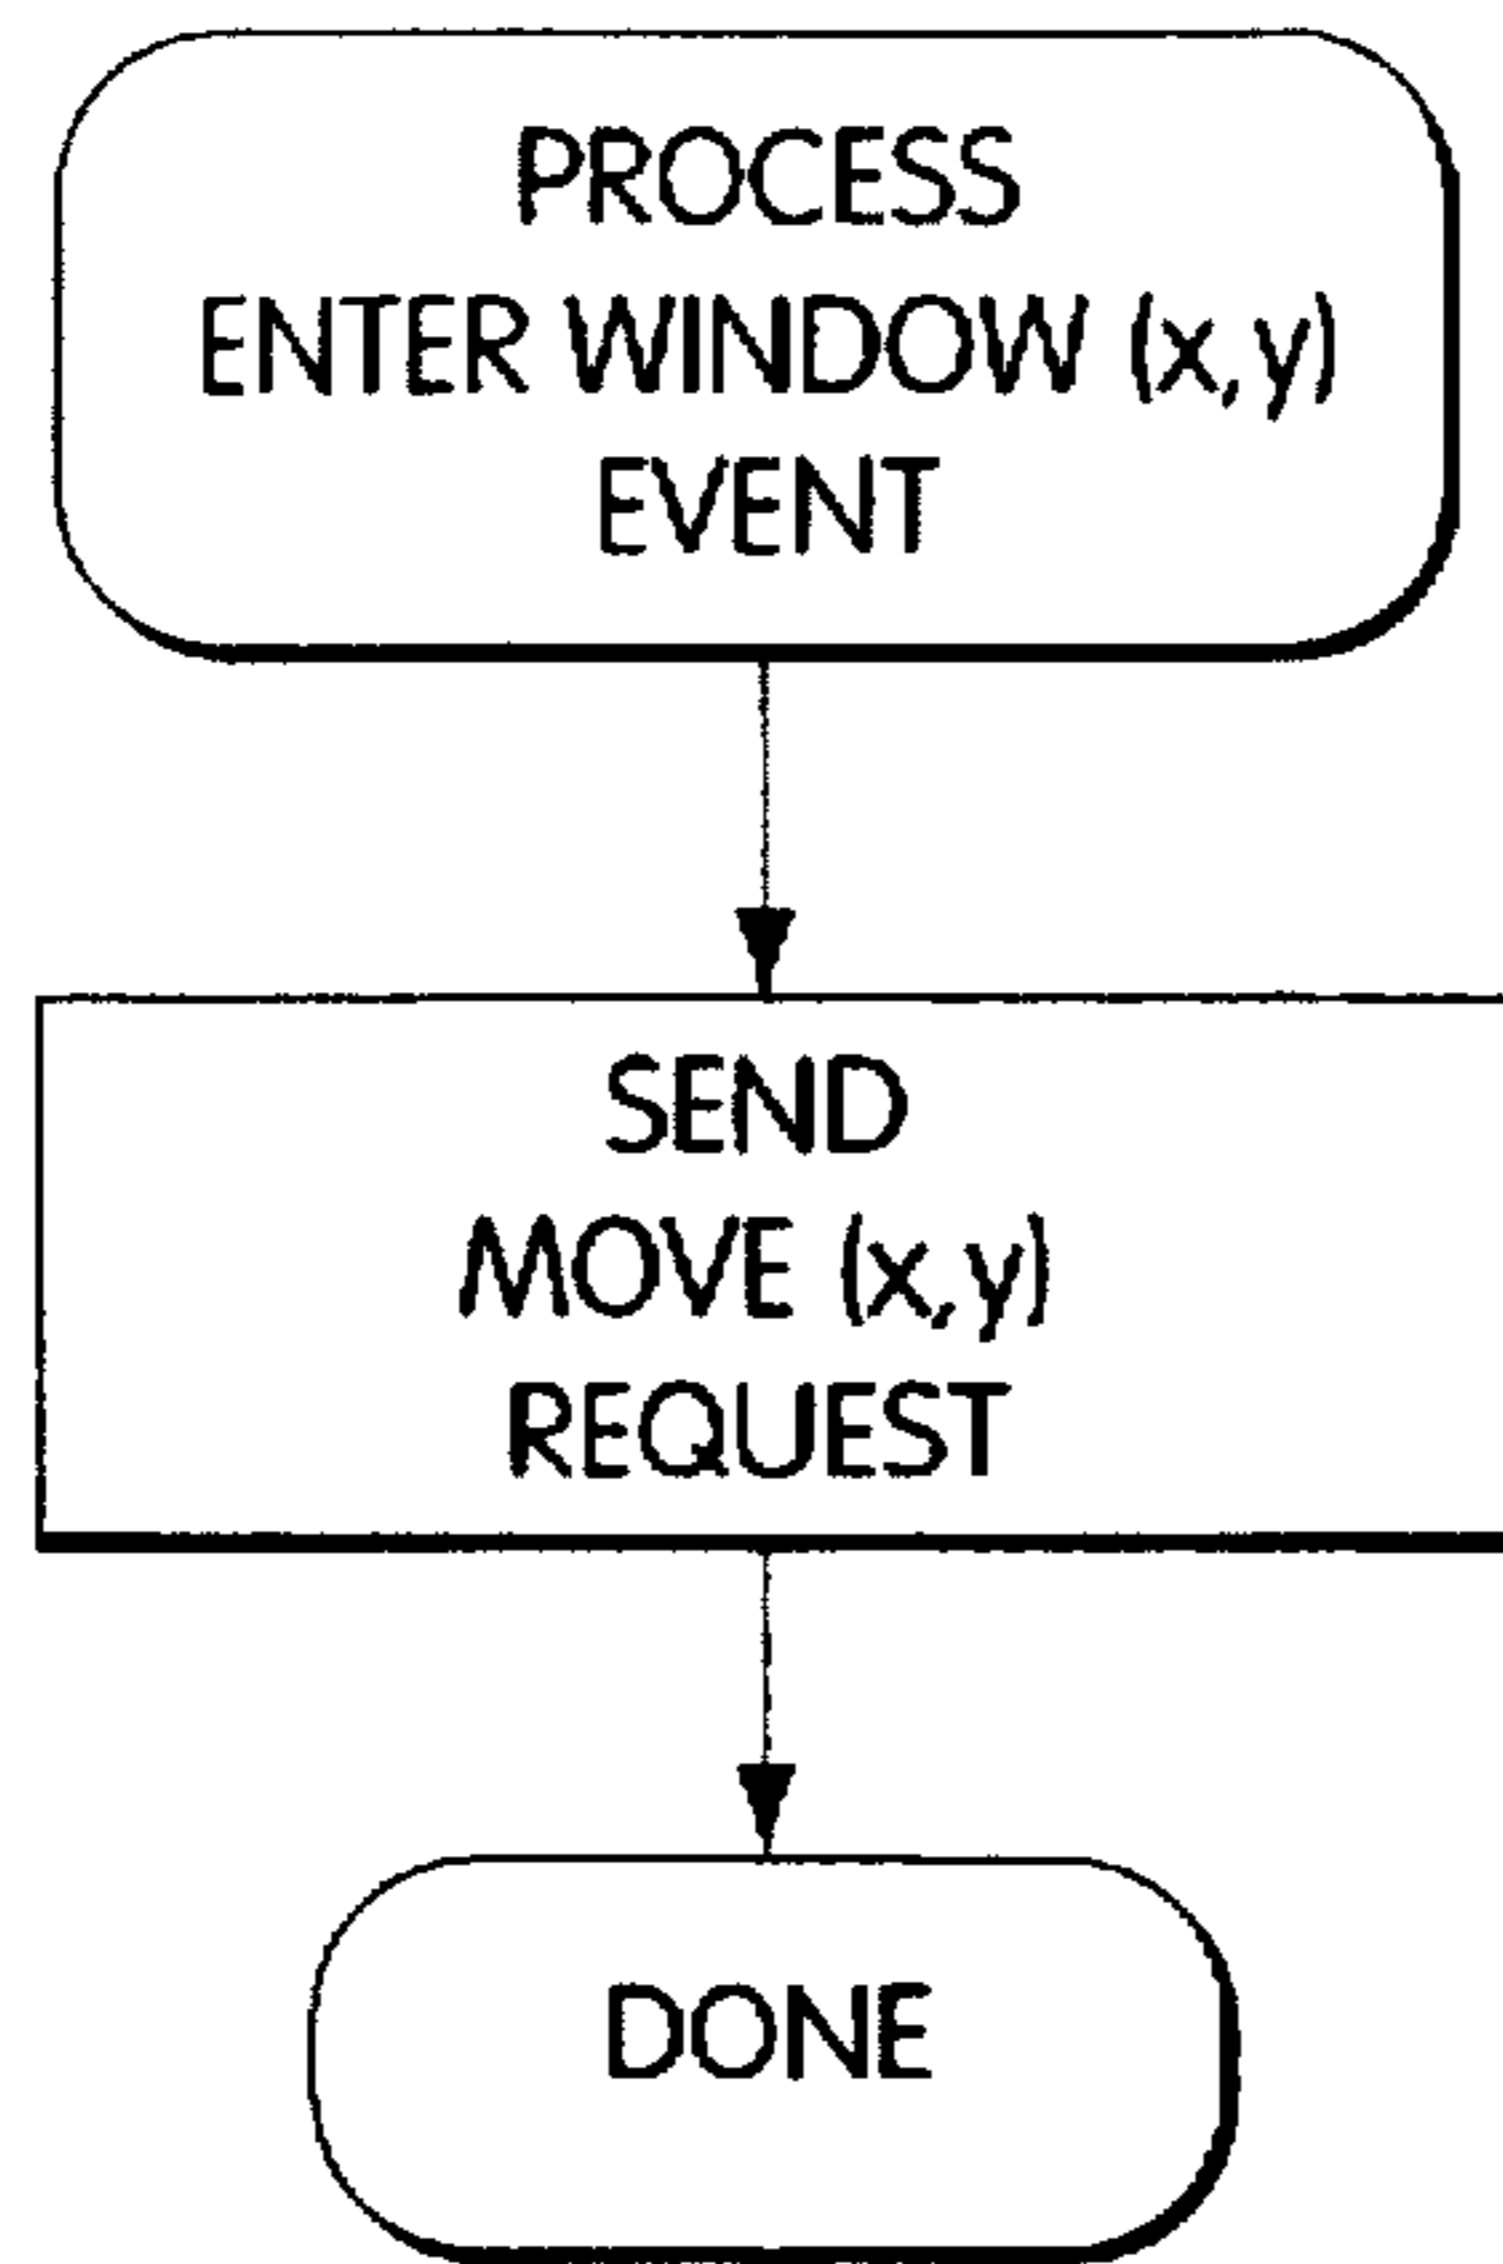 PROCESS
ENTER WINDOW (x,y)
EVENT
SEND
MOVE (x,y)
REQUEST
DONE